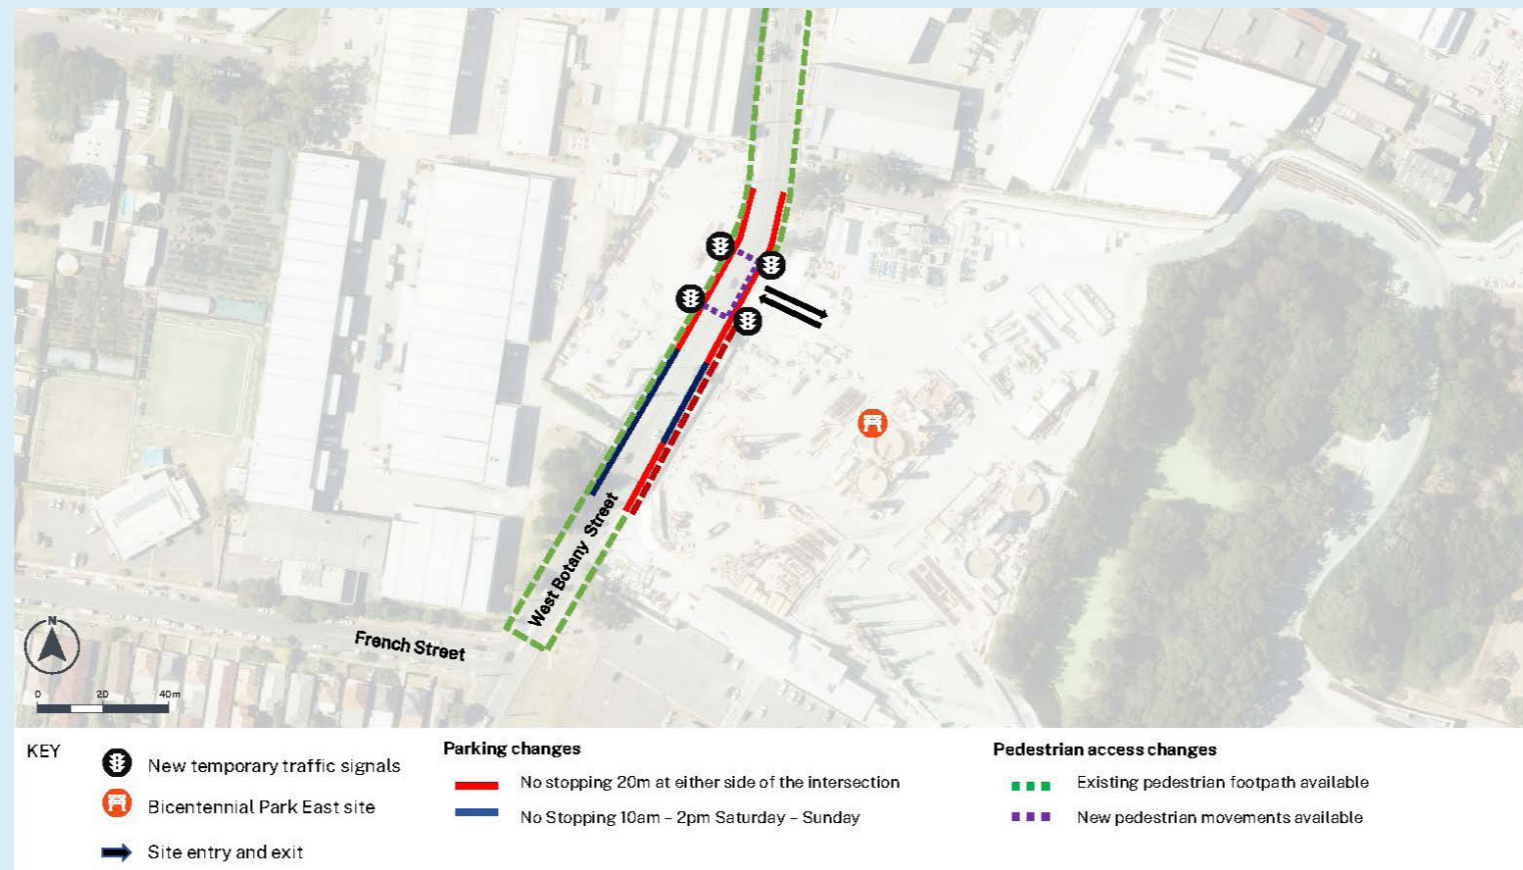 West Botany Street
French Street
N
0 20 40m
KEY
New temporary traffic signals
Bicentennial Park East site
Site entry and exit
Parking changes
No stopping 20m at either side of the intersection
No Stopping 10am – 2pm Saturday – Sunday
Pedestrian access changes
Existing pedestrian footpath available
New pedestrian movements available